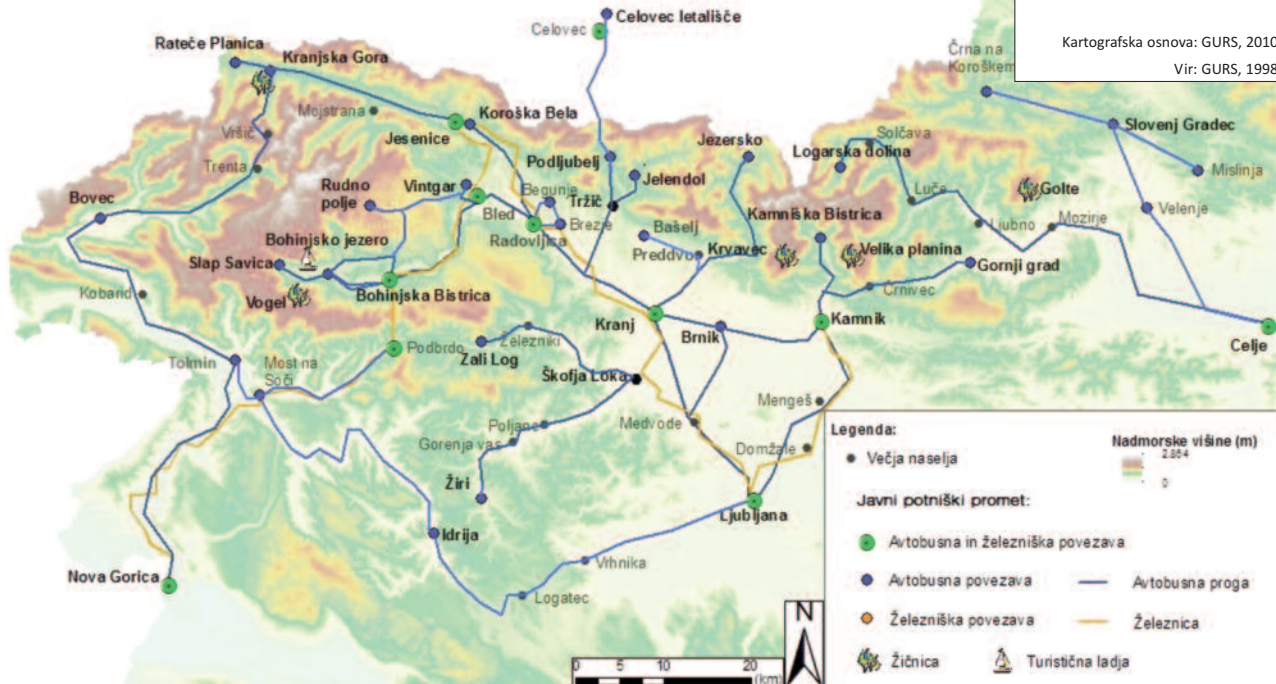 Celovec letališče
Celovec
Kartografska osnova: GURS, 2010
Vir: GURS, 1998
Rateče Planica
Kranjska Gora
Črna na
Koroškem
Mojstrana
Koroška Bela
Jesenice
Vršič
Trenta
Podljubelj
Jezersko
Solčava
Logarska dolina
Slovenj Gradec
Mislinja
Jelendol
Vintgar
Begunje
Tržič
Rudno
polje
Bovec
Bled
Brezje
Radovljica
Bašelj
Preddvor
Krvavec
Kamniška Bistrica
Luče
Golte
Ljubno
Mozirje
Velenje
Bohinjsko jezero
Slap Savica
Vogel
Bohinjska Bistrica
Velika planina
Gornji grad
Črnivec
Kobarid
Kranj
Brnik
Kamnik
Celje
Tolmin
Most na
Soči
Podbrdo
Železniki
Zali Log
Škofja Loka
Poljane
Gorenja vas
Medvode
Mengeš
Domžale
Žiri
Ljubljana
Idrija
Vrhnika
Logatec
Nova Gorica
Legenda:
Večja naselja
Nadmorske višine (m)
2.864
0
Javni potniški promet:
Avtobusna in železniška povezava
Avtobusna povezava
Avtobusna proga
Železniška povezava
Železnica
Žičnica
Turistična ladja
N
0 5 10 20
(km)